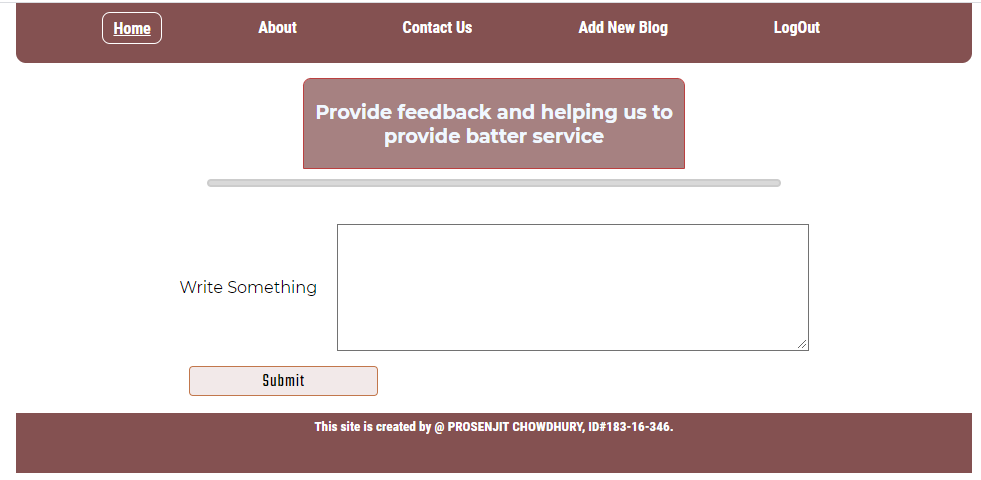 Home About Contact Us Add New Blog LogOut
Provide feedback and helping us to
provide batter service
Write Something
Submit
This site is created by @ PROSENJIT CHOWDHURY, ID#183-16-346.